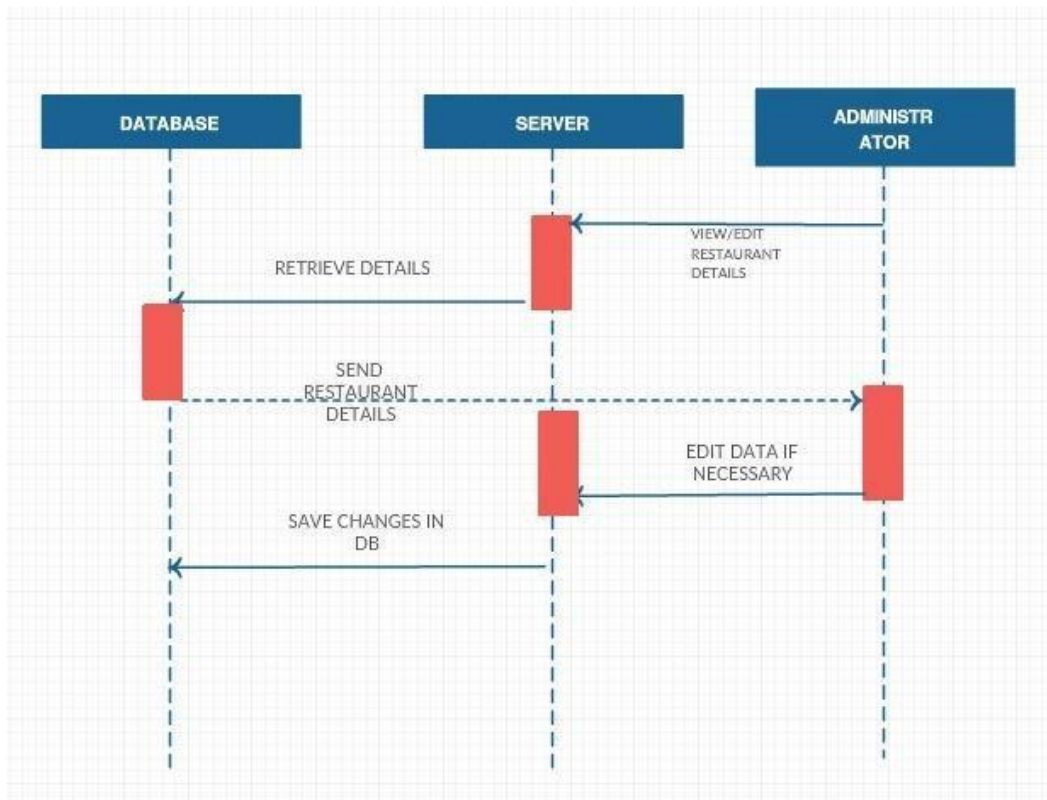 DATABASE
SERVER
ADMINISTR
ATOR
VIEW/EDIT
RESTAURANT
DETAILS
RETRIEVE DETAILS
SEND
RESTAURANT
DETAILS
EDIT DATA IF
NECESSARY
SAVE CHANGES IN
DB